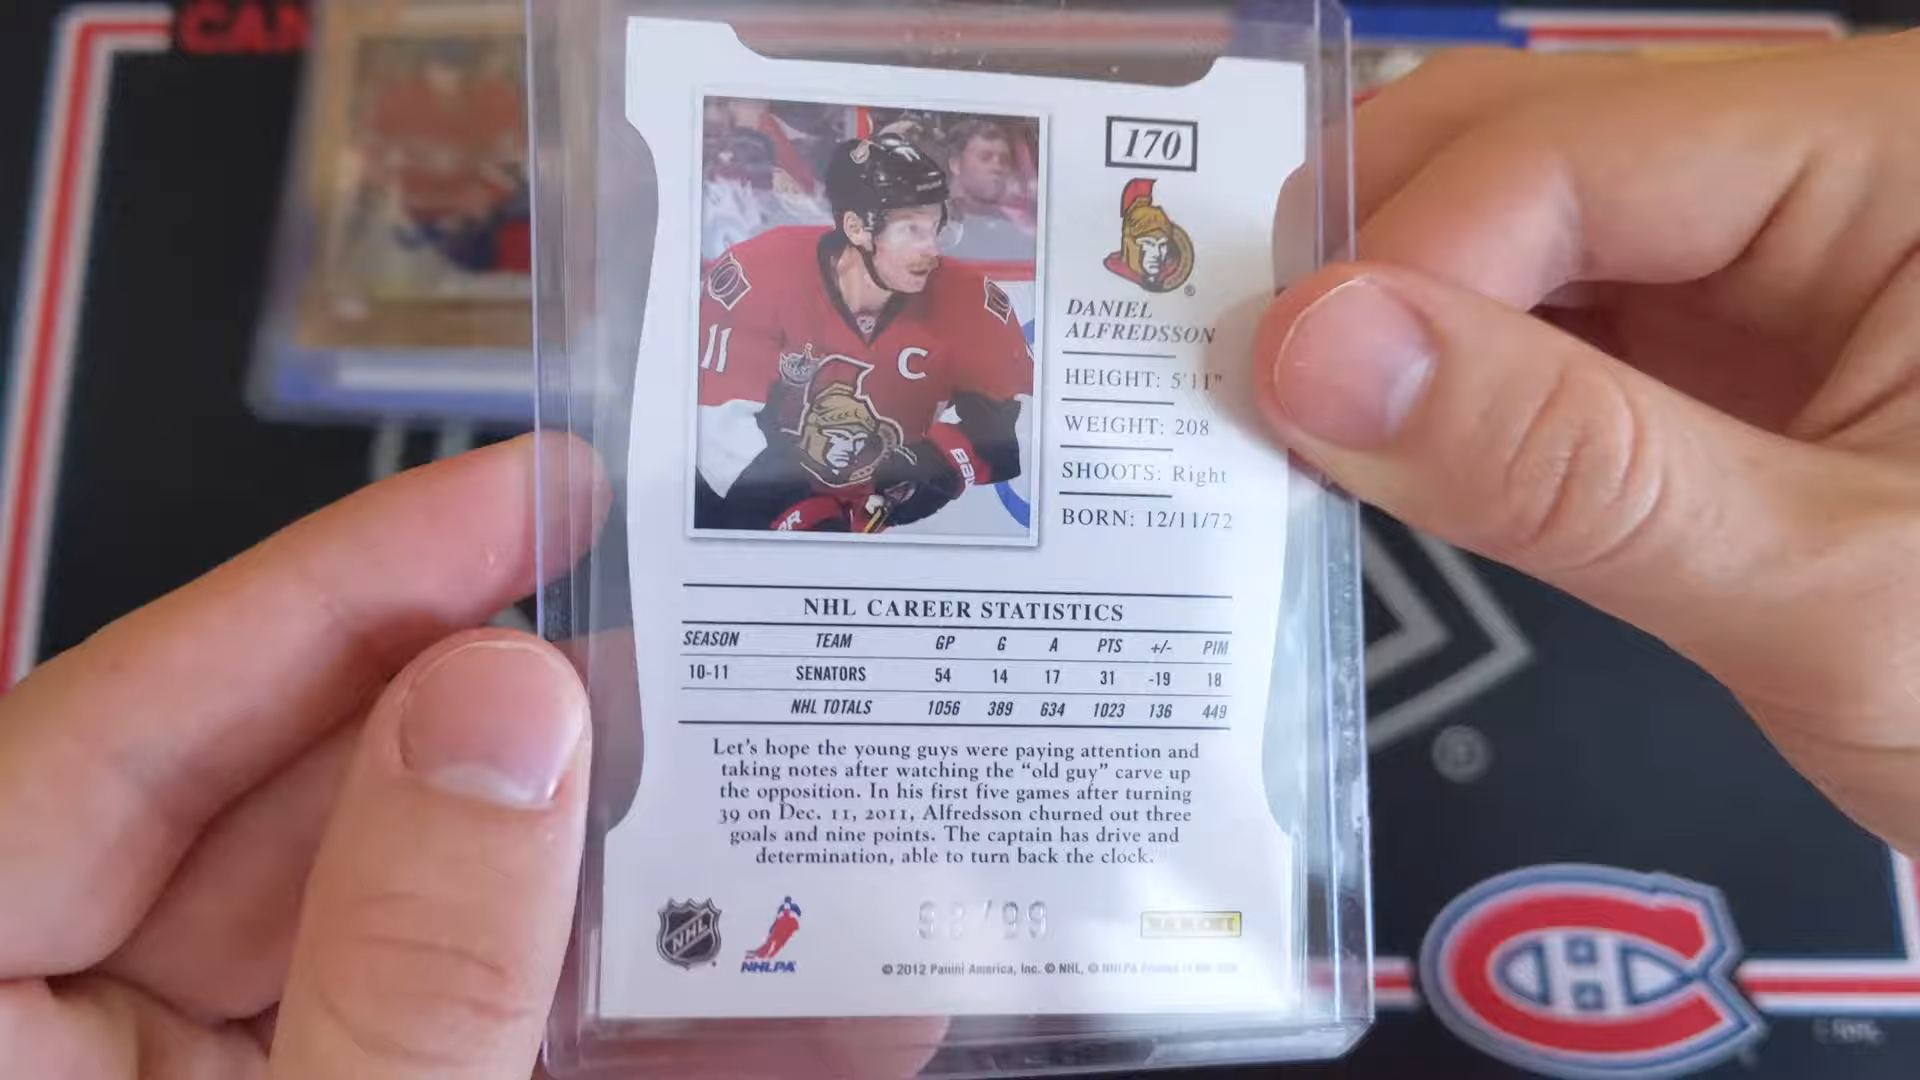 CAN
170
DANIEL
ALFREDSSON
HEIGHT: 5'11"
WEIGHT: 208
SHOOTS: Right
BORN: 12/11/72
11
C
NHL CAREER STATISTICS
SEASON TEAM GP G A PTS +/- PIM
10-11 SENATORS 54 14 17 31 -19 18
NHL TOTALS 1056 389 634 1023 136 449
Let's hope the young guys were paying attention and
taking notes after watching the "old guy" carve up
the opposition. In his first five games after turning
39 on Dec. 11, 2011, Alfredsson churned out three
goals and nine points. The captain has drive and
determination, able to turn back the clock.
NHL
NHLPA
/99
PANINI
© 2012 Panini America, Inc. © NHL, © NHLPA